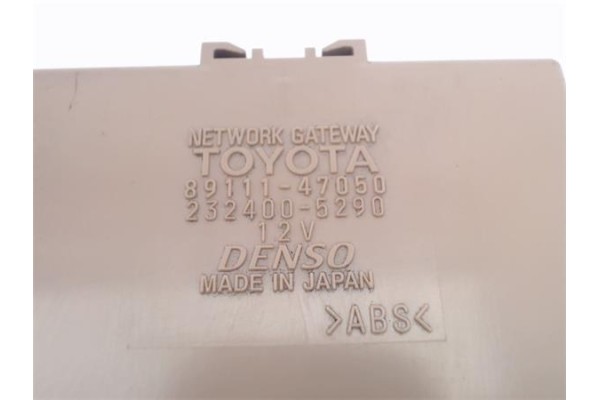 NETWORK GATEWAY
TOYOTA
89111-47050
232400-5290
12V
DENSO
MADE IN JAPAN
>ABS<